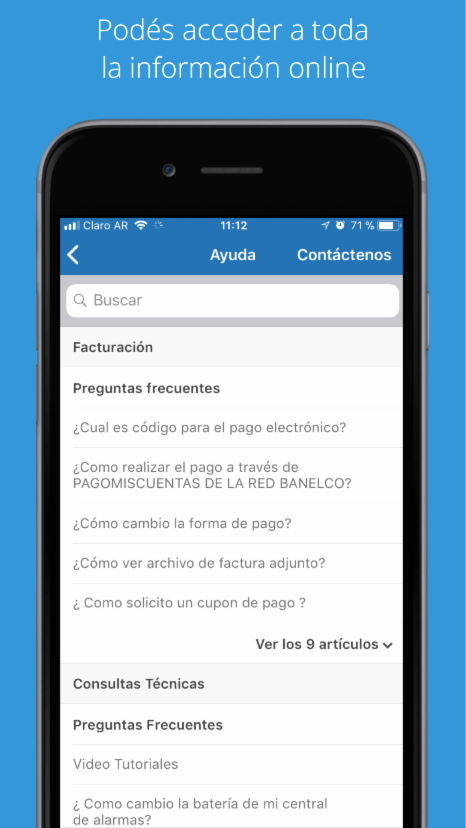 Podés acceder a toda
la información online
Claro AR 11:12 71 %
Ayuda Contáctenos
Buscar
Facturación
Preguntas frecuentes
¿Cual es código para el pago electrónico?
¿Como realizar el pago a través de
PAGOMISCUENTAS DE LA RED BANELCO?
¿Cómo cambio la forma de pago?
¿Cómo ver archivo de factura adjunto?
¿ Como solicito un cupon de pago ?
Ver los 9 artículos
Consultas Técnicas
Preguntas Frecuentes
Video Tutoriales
¿ Como cambio la batería de mi central
de alarmas?